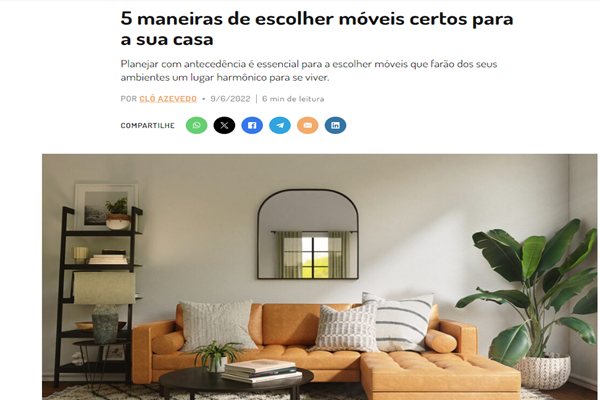 5 maneiras de escolher móveis certos para
a sua casa
Planejar com antecedência é essencial para a escolher móveis que farão dos seus
ambientes um lugar harmônico para se viver.
POR CLÔ AZEVEDO • 9/6/2022 | 6 min de leitura
COMPARTILHE